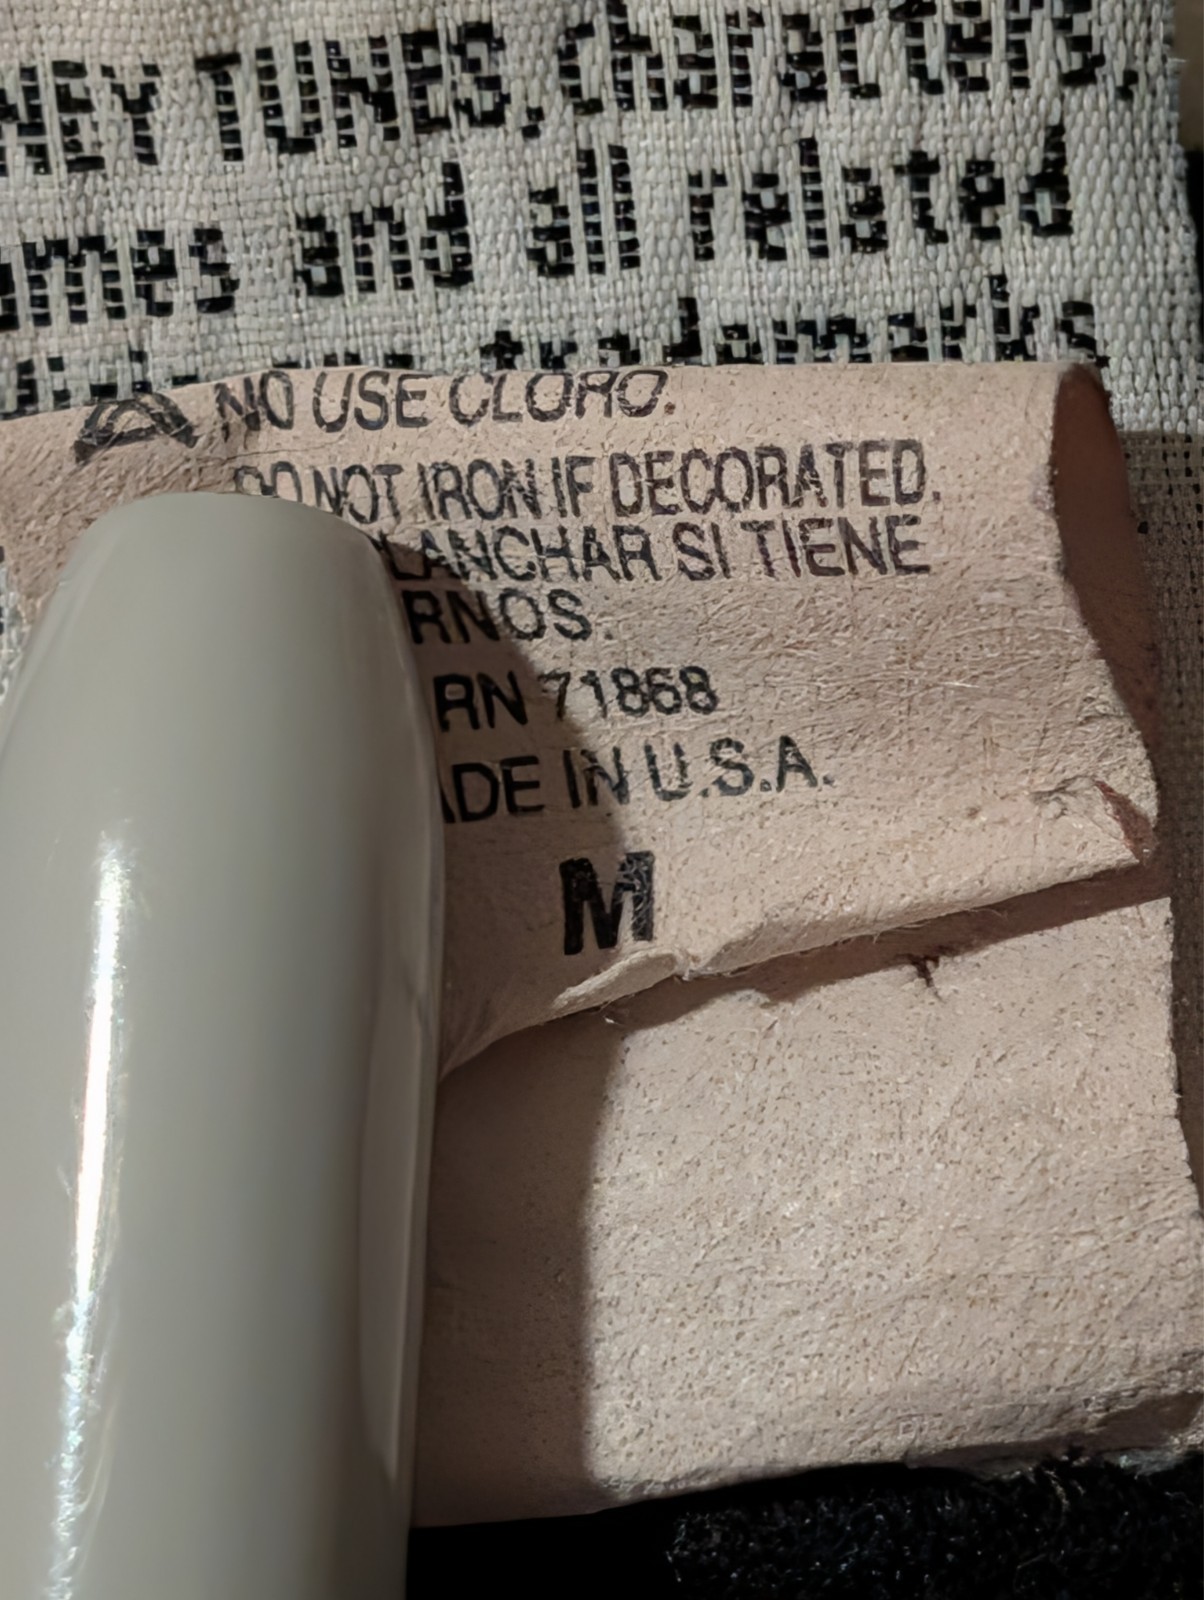 TUNES, characters,
and all related
trademarks
NO USE CLORO.
DO NOT IRON IF DECORATED.
LANCHAR SI TIENE
RNOS.
RN 71868
ADE IN U.S.A.
M